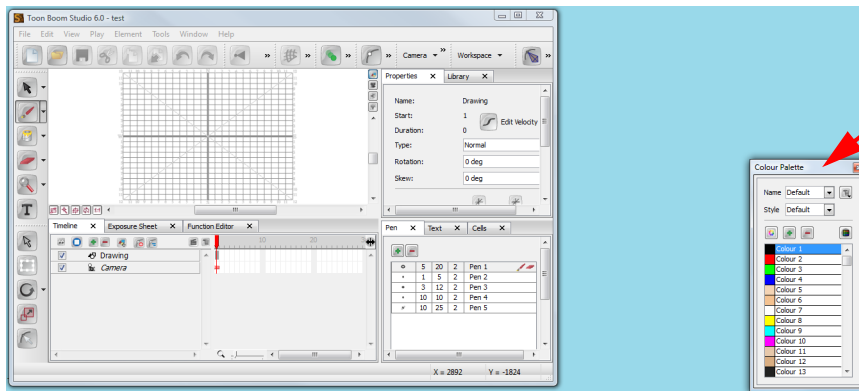 Toon Boom Studio 6.0 - test
File Edit View Play Element Tools Window Help
» » » Camera » Workspace »
Properties X Library X
Name: Drawing
Start: 1
Edit Velocity
Duration: 0
Type: Normal
Rotation: 0 deg
Skew: 0 deg
T
Timeline X Exposure Sheet X Function Editor X
10 20
Drawing
Camera
Pen X Text X Cells X
5 20 2 Pen 1
1 5 2 Pen 2
3 12 2 Pen 3
10 10 2 Pen 4
10 25 2 Pen 5
X = 2892 Y = -1824
Colour Palette
Name Default
Style Default
Colour 1
Colour 2
Colour 3
Colour 4
Colour 5
Colour 6
Colour 7
Colour 8
Colour 9
Colour 10
Colour 11
Colour 12
Colour 13